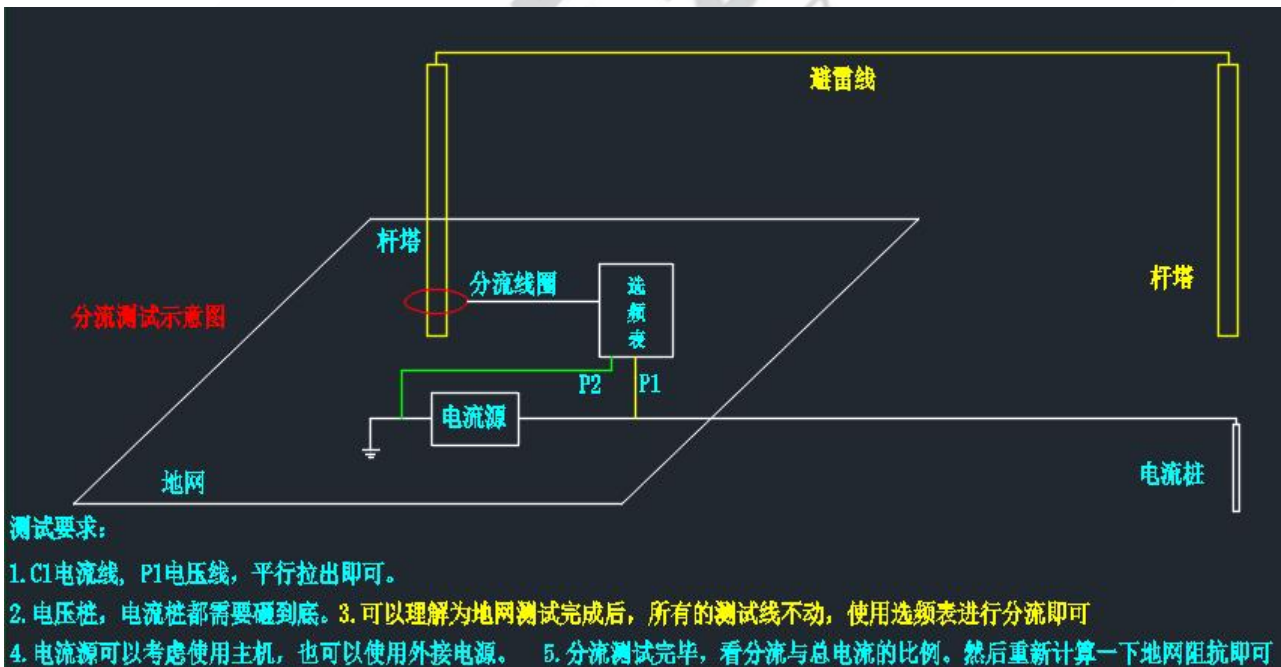 避雷线
杆塔
分流线圈
选频表
杆塔
分流测试示意图
P2
P1
电流源
地网
电流桩
测试要求：
1.C1电流线，P1电压线，平行拉出即可。
2.电压桩，电流桩都需要砸到底。3.可以理解为地网测试完成后，所有的测试线不动，使用选频表进行分流即可
4.电流源可以考虑使用主机，也可以使用外接电源。 5.分流测试完毕，看分流与总电流的比例。然后重新计算一下地网阻抗即可